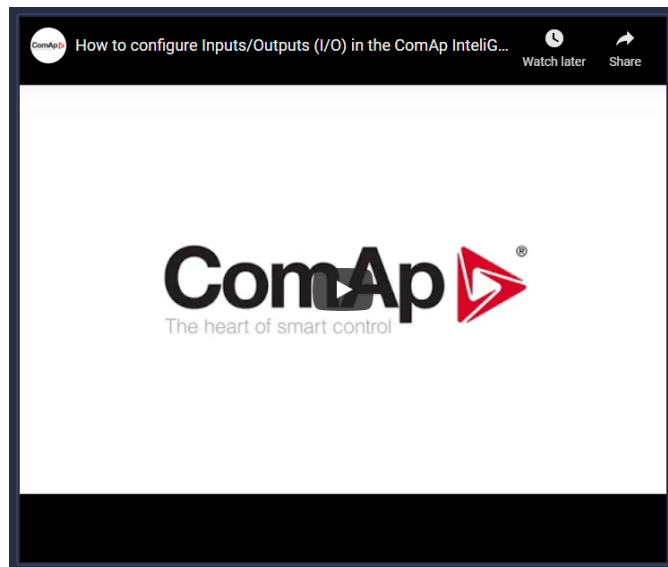 ComAp
How to configure Inputs/Outputs (I/O) in the ComAp InteliG...
Watch later
Share
ComAp
®
The heart of smart control